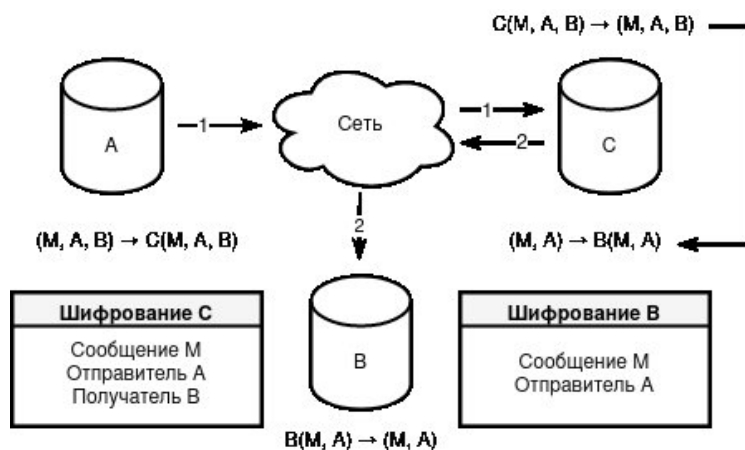 C(M, A, B) → (M, A, B)
A
1
Сеть
1
2
C
(M, A, B) → C(M, A, B)
2
(M, A) → B(M, A)
Шифрование C
Сообщение M
Отправитель A
Получатель B
B
Шифрование B
Сообщение M
Отправитель A
B(M, A) → (M, A)